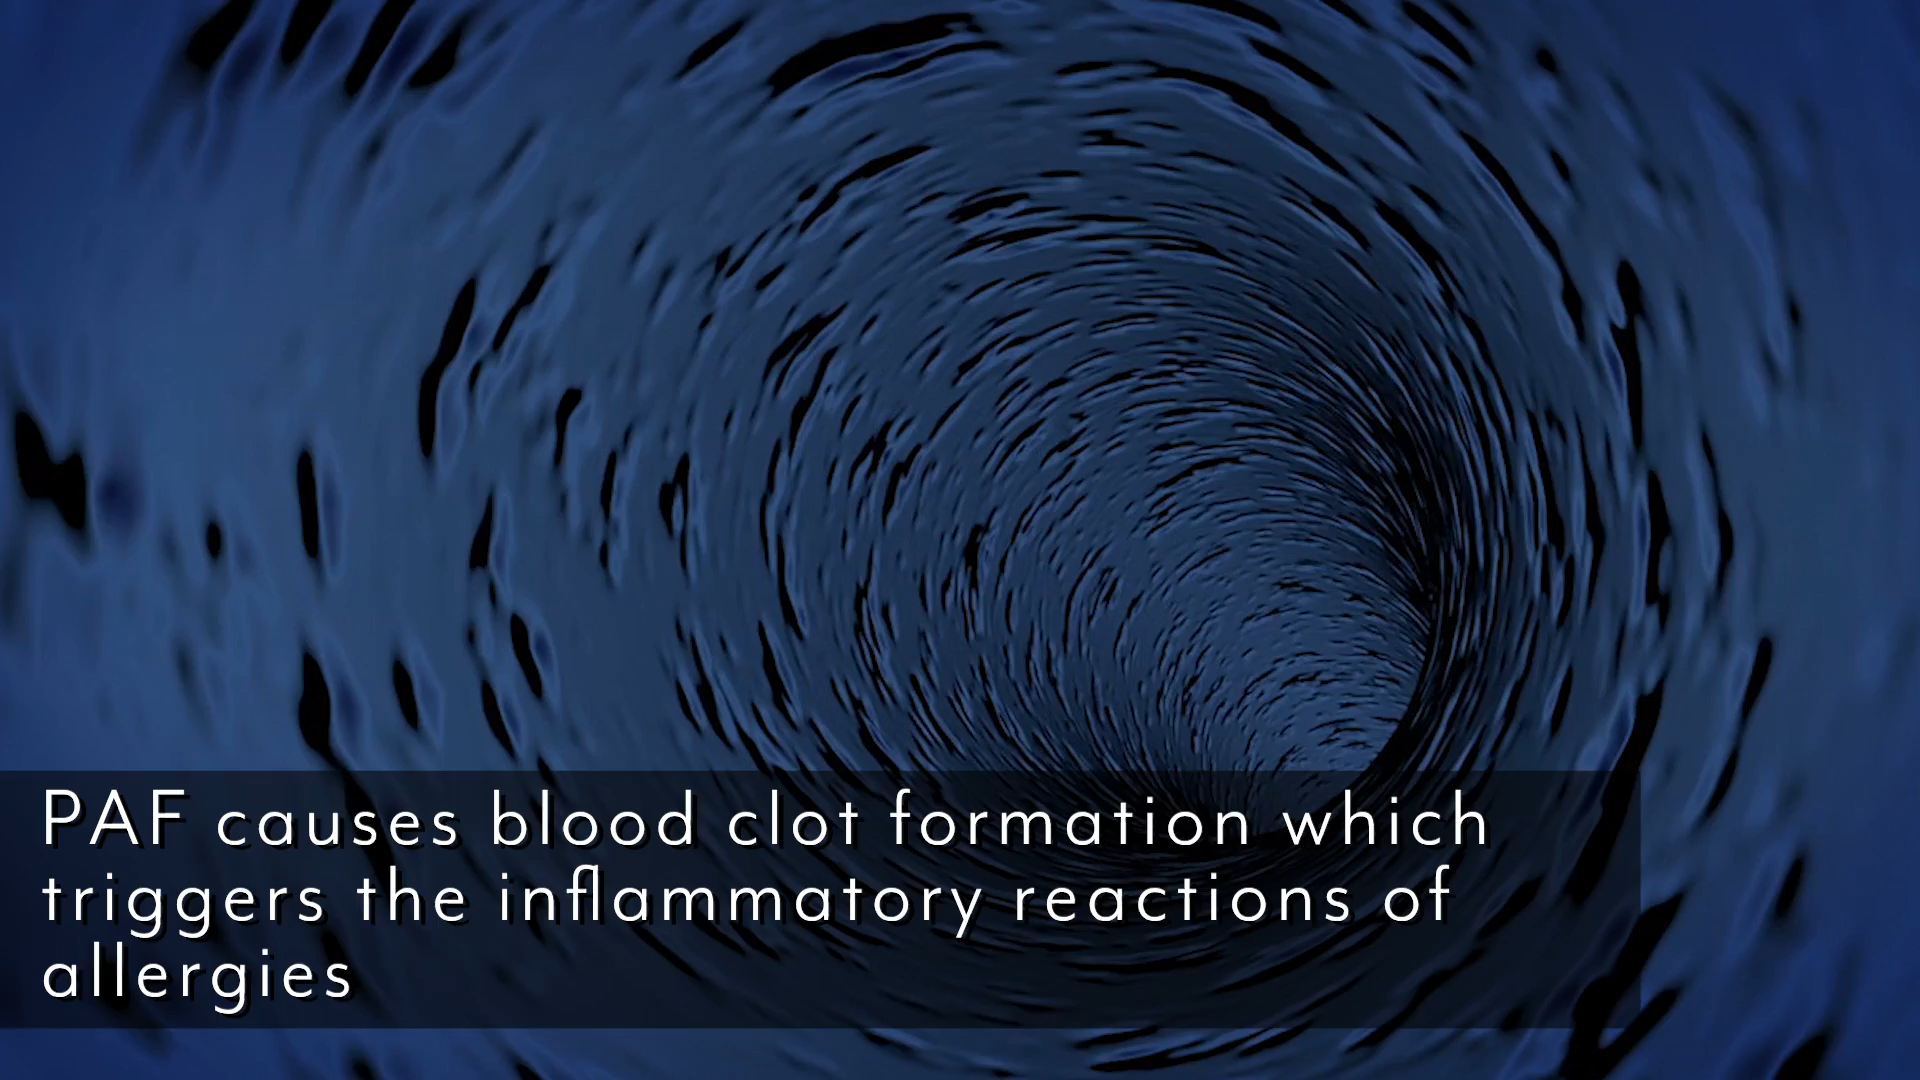 PAF causes blood clot formation which
triggers the inflammatory reactions of
allergies